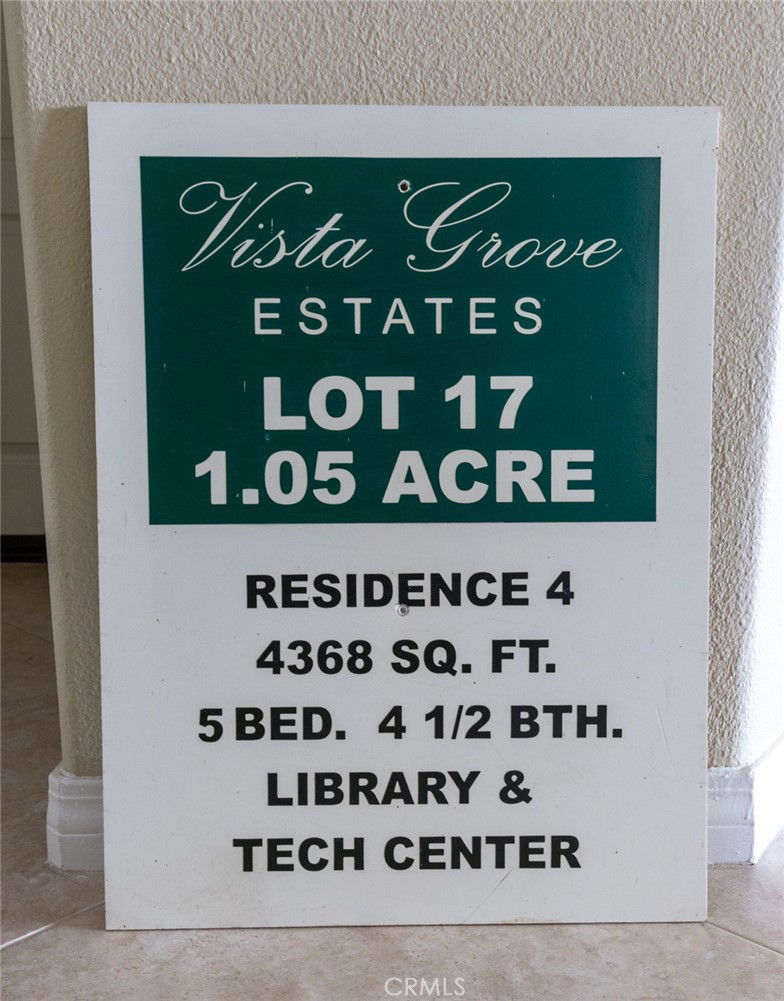 Vista Grove
ESTATES
LOT 17
1.05 ACRE
RESIDENCE 4
4368 SQ. FT.
5 BED. 4 1/2 BTH.
LIBRARY &
TECH CENTER
CRMLS